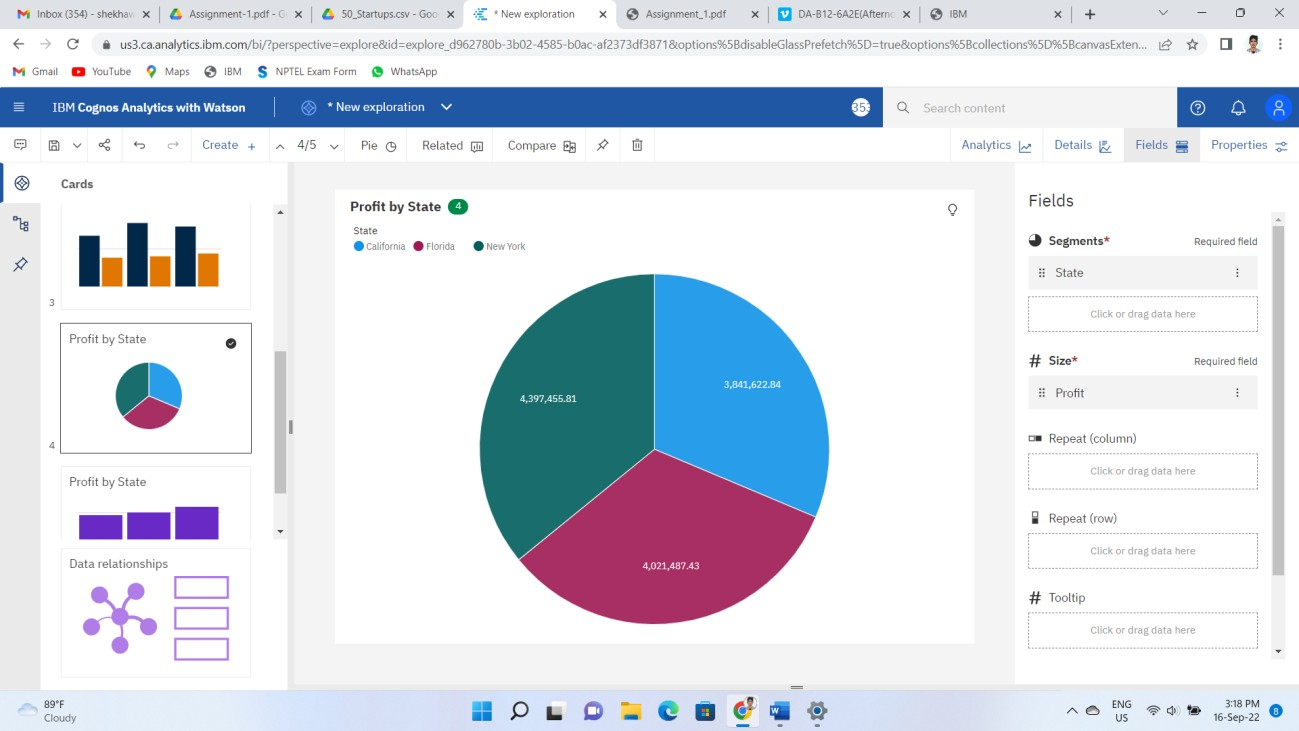 Inbox (354) - shekhaw
Assignment-1.pdf - G
50_Startups.csv - Goo
* New exploration
Assignment_1.pdf
DA-B12-6A2E(Afterno
IBM
us3.ca.analytics.ibm.com/bi/?perspective=explore&id=explore_d962780b-3b02-4585-b0ac-af2373df3871&options%5BdisableGlassPrefetch%5D=true&options%5Bcollections%5D%5BcanvasExten...
Gmail YouTube Maps IBM NPTEL Exam Form WhatsApp
IBM Cognos Analytics with Watson
* New exploration
353
Search content
Create + 4/5 Pie Related Compare
Analytics Details Fields Properties
Cards
3
Profit by State
4
Profit by State
Data relationships
Profit by State 4
State
California Florida New York
3,841,622.84
4,397,455.81
4,021,487.43
Fields
Segments* Required field
State
Click or drag data here
# Size* Required field
Profit
Repeat (column)
Click or drag data here
Repeat (row)
Click or drag data here
# Tooltip
Click or drag data here
89°F
Cloudy
ENG
US
3:18 PM
16-Sep-22
8